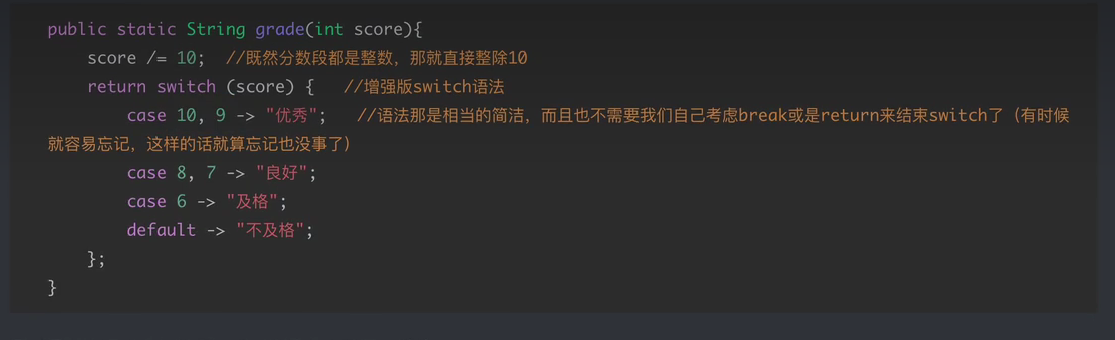 public static String grade(int score){
score /= 10;  //既然分数段都是整数，那就直接整除10
return switch (score) {   //增强版switch语法
case 10, 9 -> "优秀";   //语法那是相当的简洁，而且也不需要我们自己考虑break或是return来结束switch了（有时候
就容易忘记，这样的话就算忘记也没事了）
case 8, 7 -> "良好";
case 6 -> "及格";
default -> "不及格";
};
}